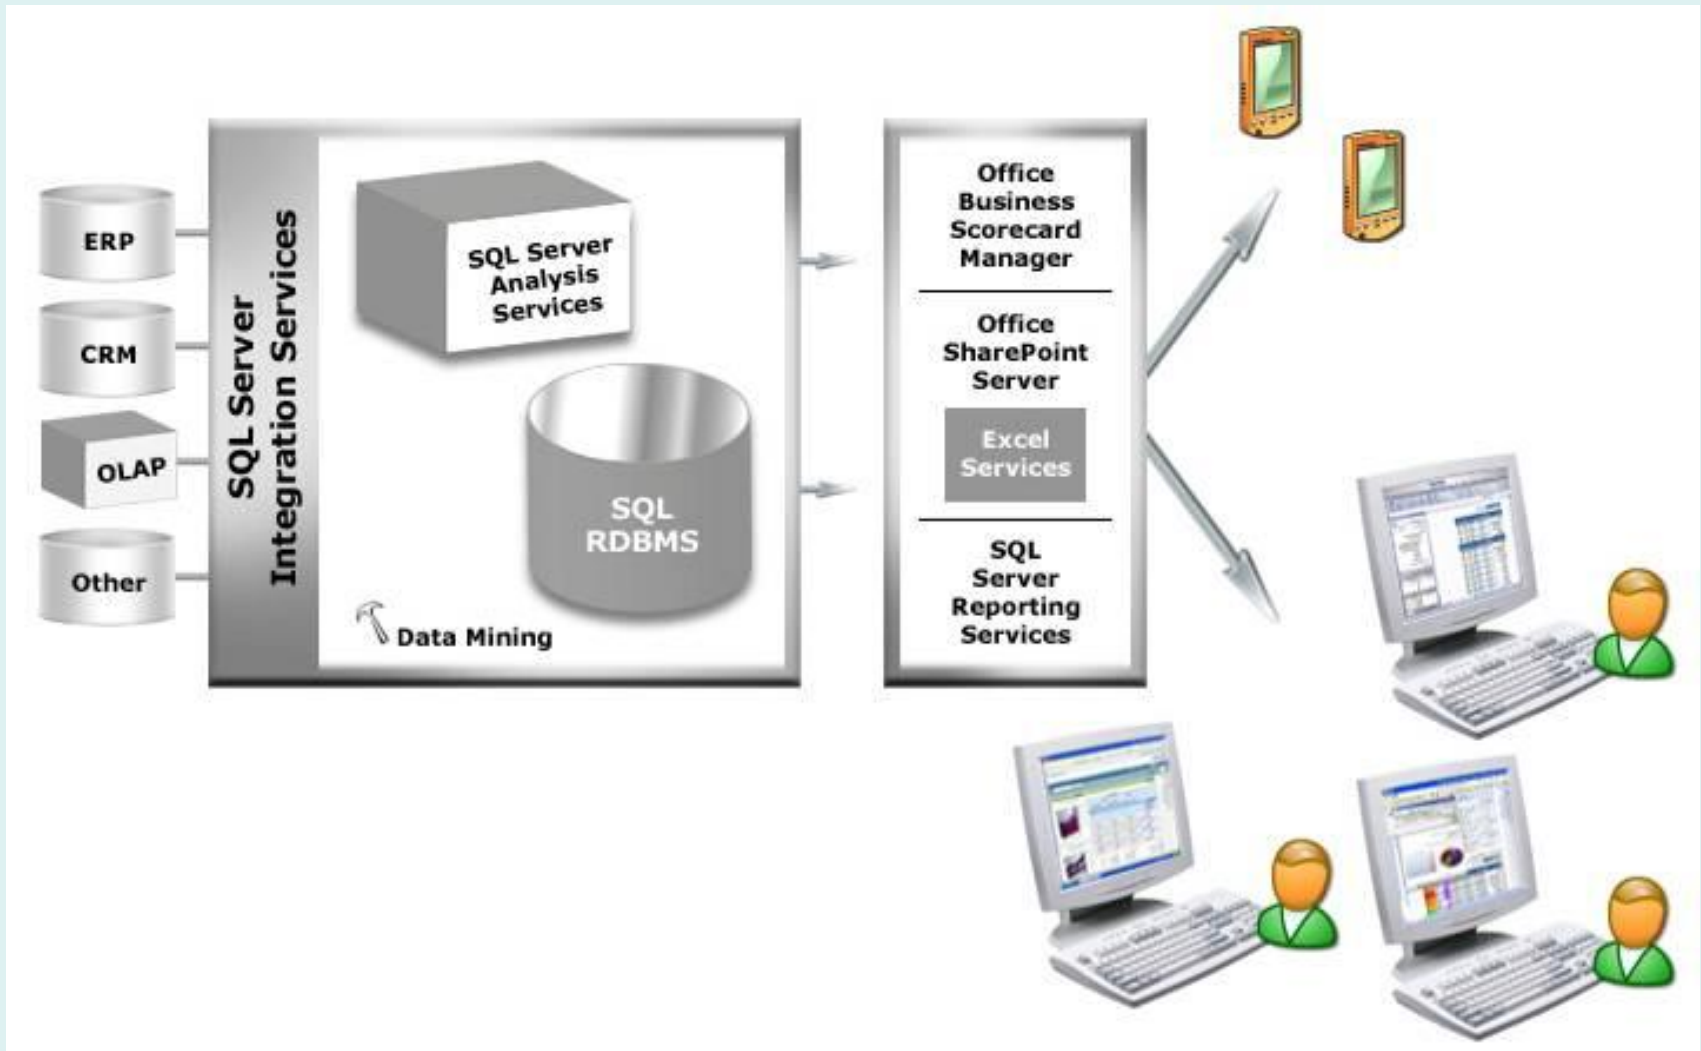 ERP
CRM
OLAP
Other
SQL Server
Integration Services
SQL Server
Analysis
Services
SQL
RDBMS
Data Mining
Office
Business
Scorecard
Manager
Office
SharePoint
Server
Excel
Services
SQL
Server
Reporting
Services